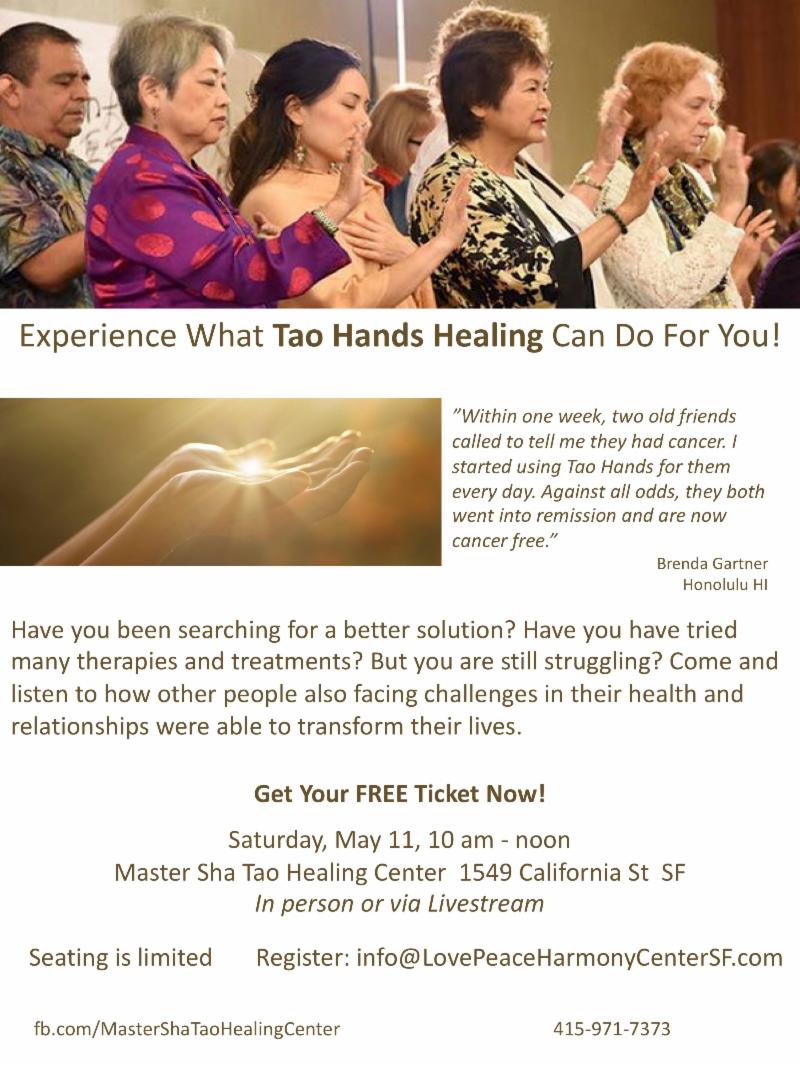 Experience What Tao Hands Healing Can Do For You!
”Within one week, two old friends
called to tell me they had cancer. I
started using Tao Hands for them
every day. Against all odds, they both
went into remission and are now
cancer free.”
Brenda Gartner
Honolulu HI
Have you been searching for a better solution? Have you have tried
many therapies and treatments? But you are still struggling? Come and
listen to how other people also facing challenges in their health and
relationships were able to transform their lives.
Get Your FREE Ticket Now!
Saturday, May 11, 10 am - noon
Master Sha Tao Healing Center 1549 California St SF
In person or via Livestream
Seating is limited Register: info@LovePeaceHarmonyCenterSF.com
fb.com/MasterShaTaoHealingCenter 415-971-7373